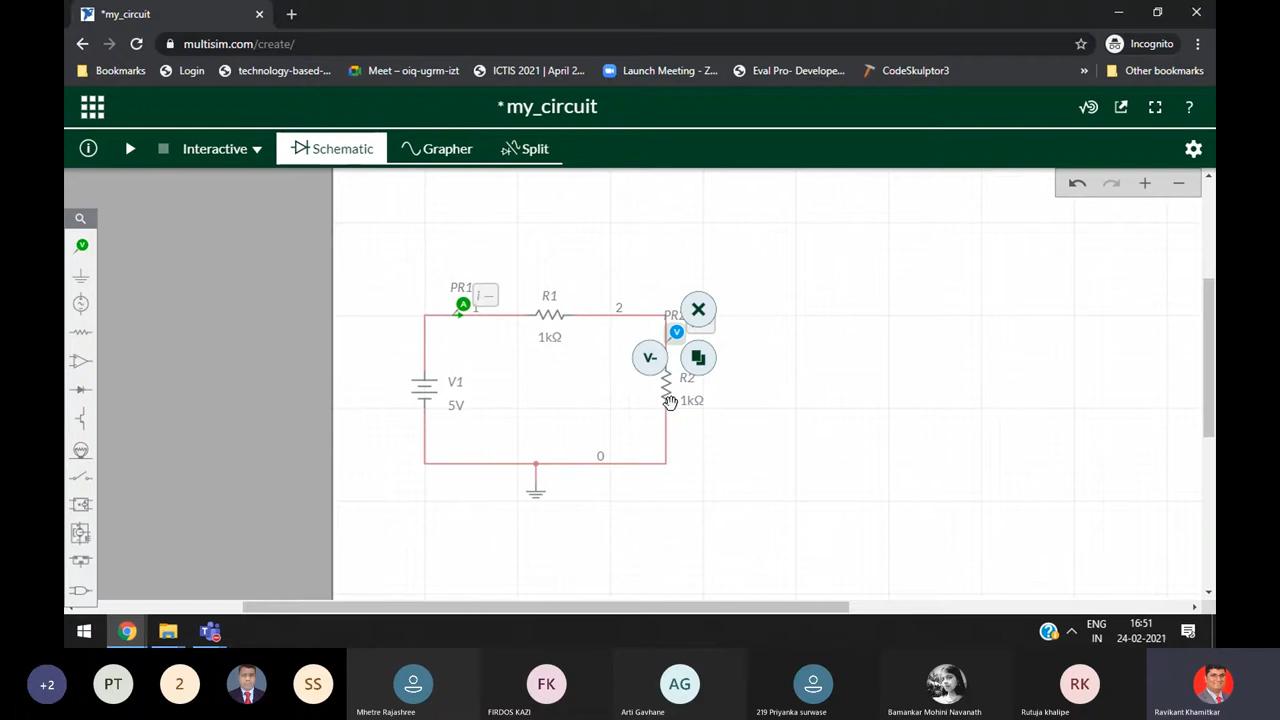 *my_circuit
multisim.com/create/
Incognito
Bookmarks
Login
technology-based-...
Meet – oiq-ugrm-izt
ICTIS 2021 | April 2...
Launch Meeting - Z...
Eval Pro- Develope...
CodeSkulptor3
»
Other bookmarks
*my_circuit
?
Interactive
Schematic
Grapher
Split
V
PR1
A
i --
1
R1
1kΩ
2
PR2
V
V-
R2
1kΩ
V1
5V
0
ENG
IN
16:51
24-02-2021
+2
PT
2
SS
Mhetre Rajashree
FK
FIRDOS KAZI
AG
Arti Gavhane
219 Priyanka surwase
Bamankar Mohini Navanath
RK
Rutuja khalipe
Ravikant Khamitkar